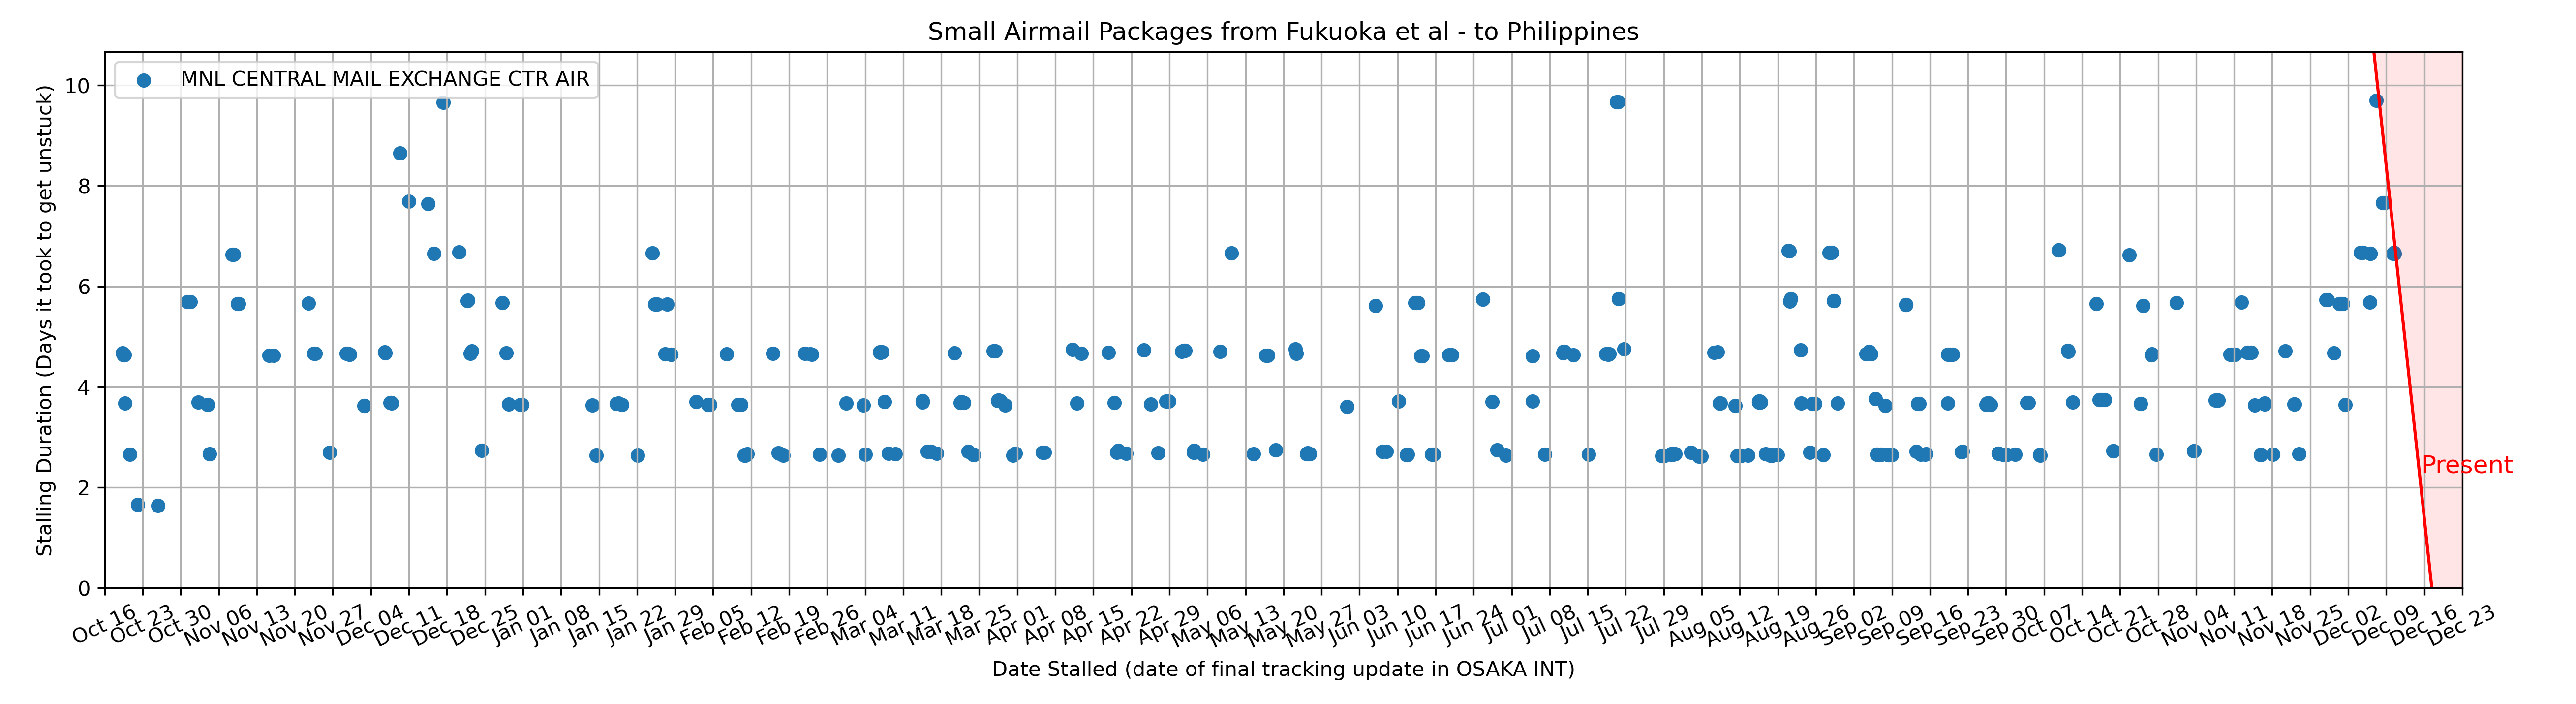 Small Airmail Packages from Fukuoka et al - to Philippines
MNL CENTRAL MAIL EXCHANGE CTR AIR
Stalling Duration (Days it took to get unstuck)
10
8
6
4
2
0
Present
Oct 16
Oct 23
Oct 30
Nov 06
Nov 13
Nov 20
Nov 27
Dec 04
Dec 11
Dec 18
Dec 25
Jan 01
Jan 08
Jan 15
Jan 22
Jan 29
Feb 05
Feb 12
Feb 19
Feb 26
Mar 04
Mar 11
Mar 18
Mar 25
Apr 01
Apr 08
Apr 15
Apr 22
Apr 29
May 06
May 13
May 20
May 27
Jun 03
Jun 10
Jun 17
Jun 24
Jul 01
Jul 08
Jul 15
Jul 22
Jul 29
Aug 05
Aug 12
Aug 19
Aug 26
Sep 02
Sep 09
Sep 16
Sep 23
Sep 30
Oct 07
Oct 14
Oct 21
Oct 28
Nov 04
Nov 11
Nov 18
Nov 25
Dec 02
Dec 09
Dec 16
Dec 23
Date Stalled (date of final tracking update in OSAKA INT)